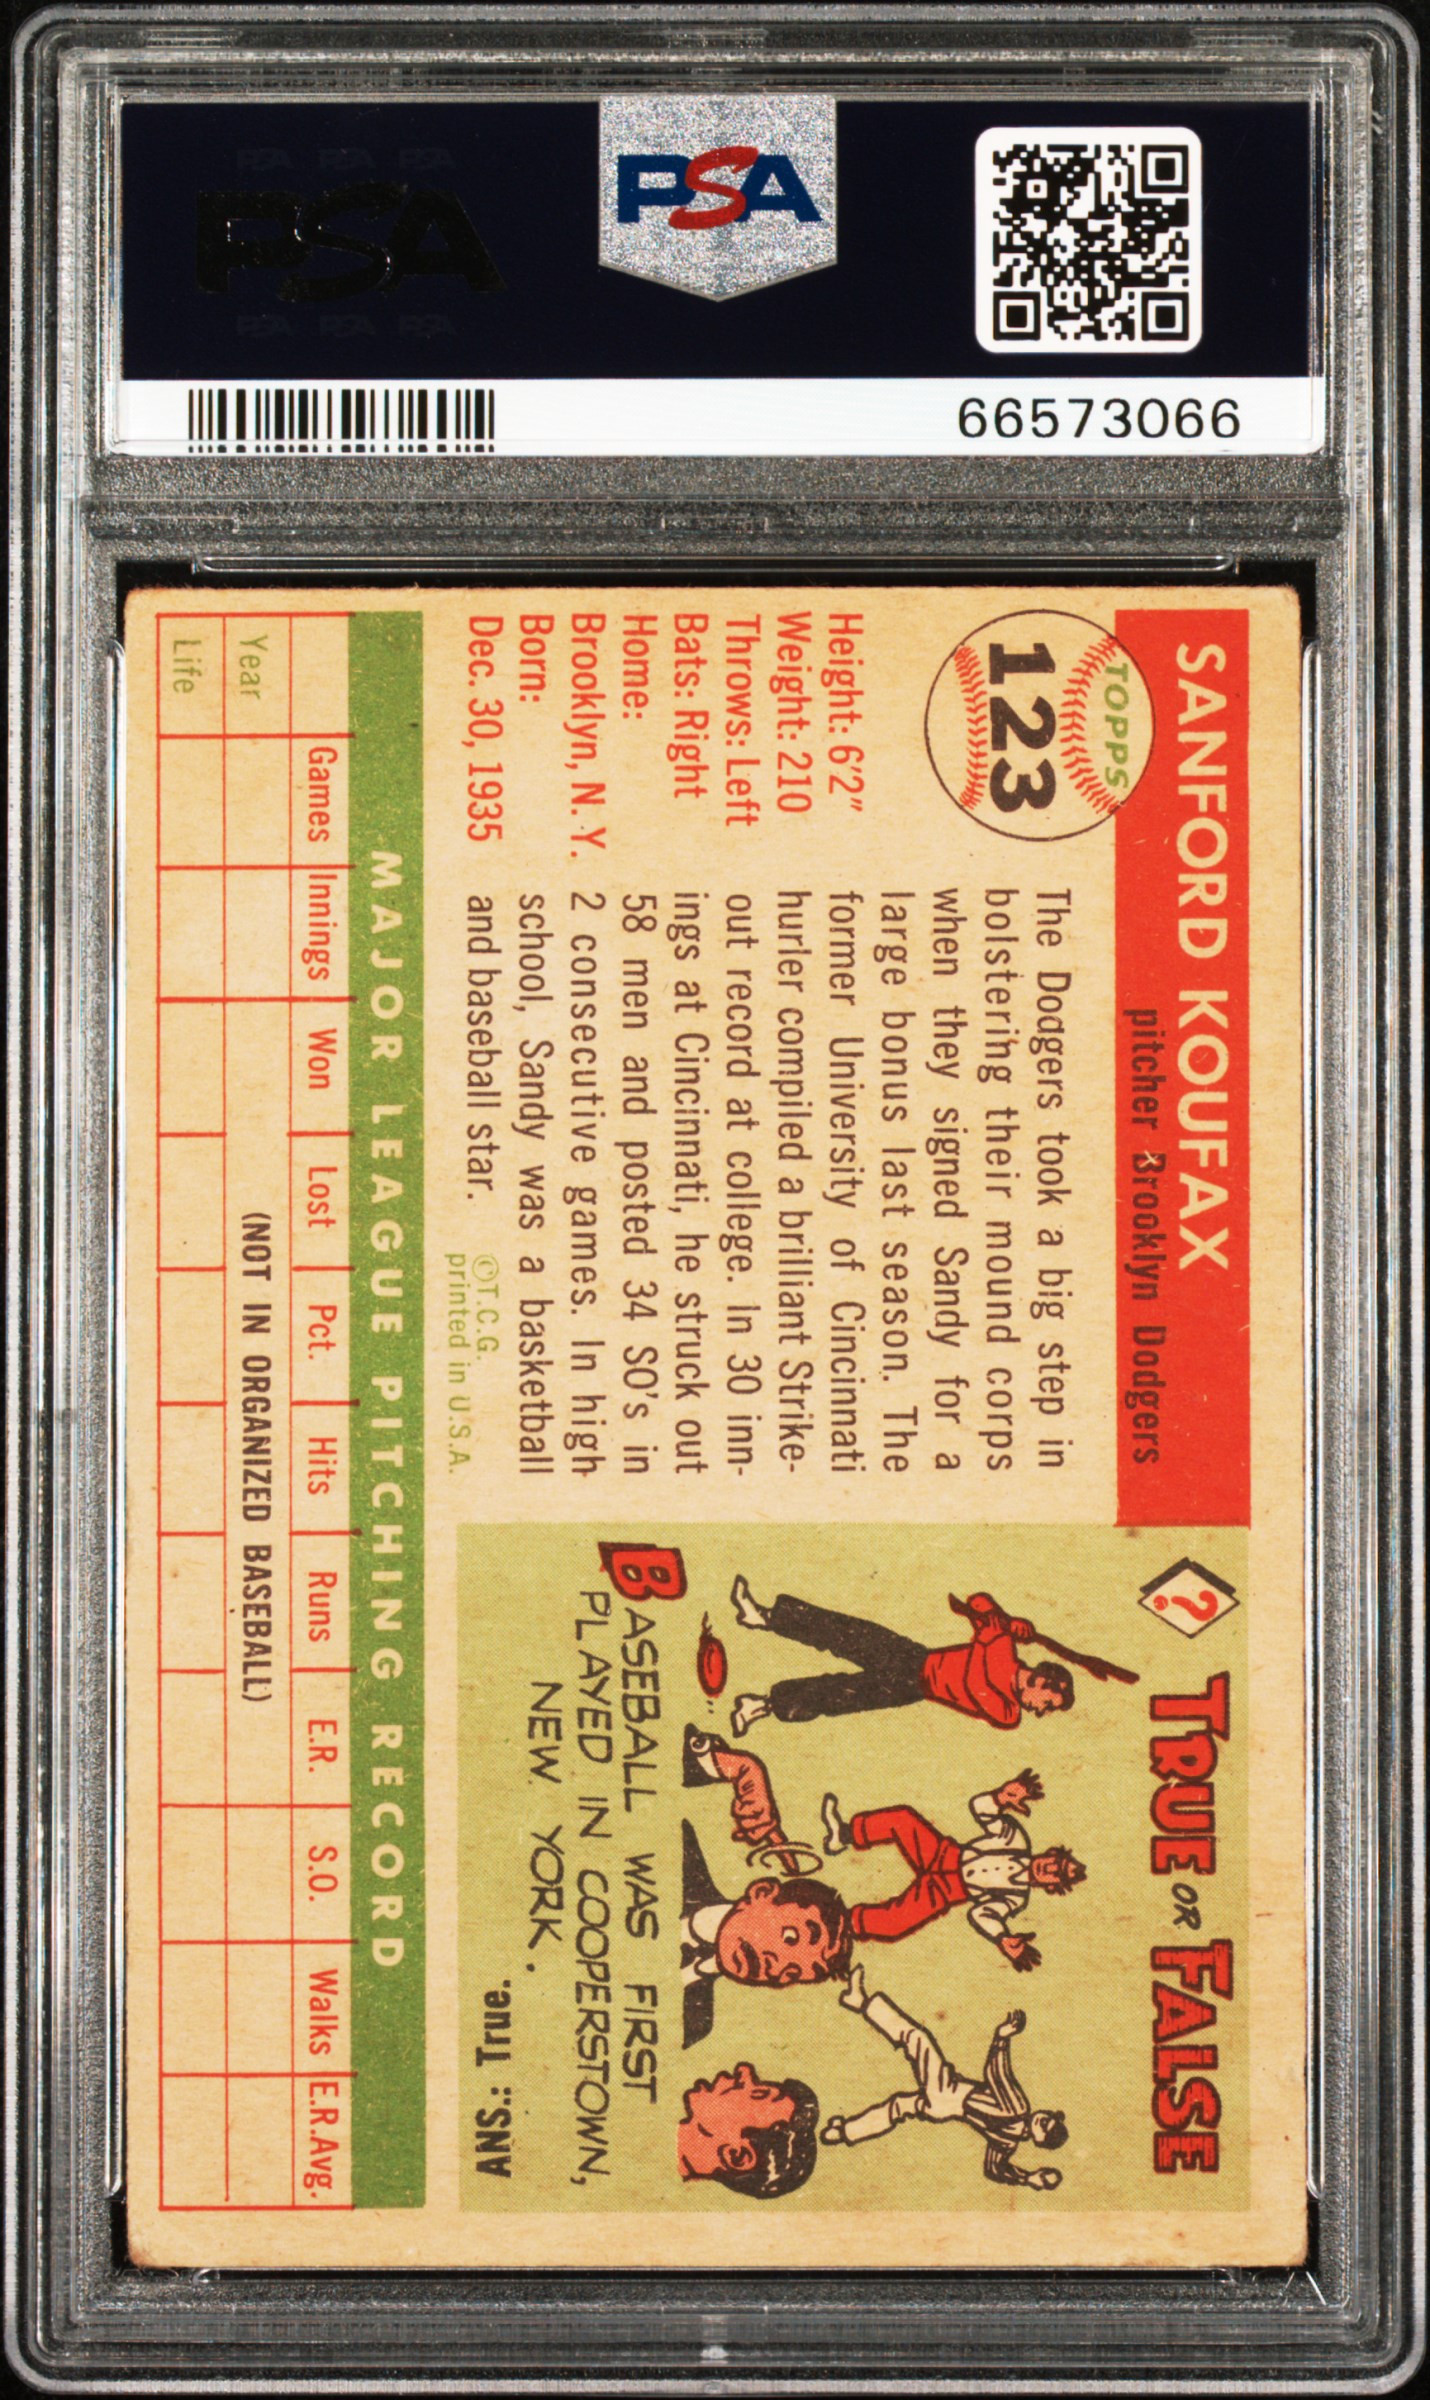 PSA PSA PSA
PSA
PSA PSA PSA
PSA
66573066
SANFORD KOUFAX
pitcher Brooklyn Dodgers
TOPPS
123
Height: 6'2"
Weight: 210
Throws: Left
Bats: Right
Home:
Brooklyn, N. Y.
Born:
Dec. 30, 1935
The Dodgers took a big step in
bolstering their mound corps
when they signed Sandy for a
large bonus last season. The
former University of Cincinnati
hurler compiled a brilliant Strike-
out record at college. In 30 inn-
ings at Cincinnati, he struck out
58 men and posted 34 SO's in
2 consecutive games. In high
school, Sandy was a basketball
and baseball star.
©T.C.G.
printed in U.S.A.
?
TRUE OR FALSE
BASEBALL WAS FIRST
PLAYED IN COOPERSTOWN,
NEW YORK.
ANS.: True.
MAJOR LEAGUE PITCHING RECORD
Games Innings Won Lost Pct. Hits Runs E.R. S.O. Walks E.R.Avg.
Year (NOT IN ORGANIZED BASEBALL)
Life